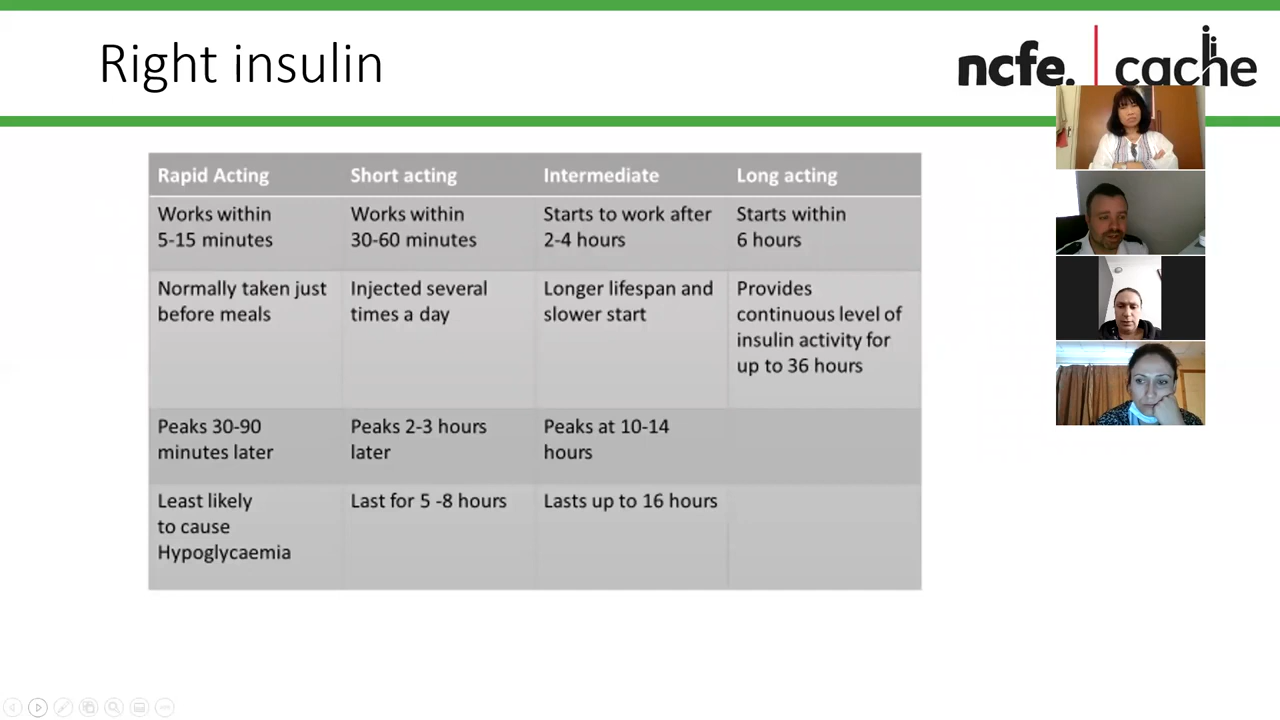 Right insulin
ncfe.
cache
Rapid Acting
Short acting
Intermediate
Long acting
Works within
5-15 minutes
Works within
30-60 minutes
Starts to work after
2-4 hours
Starts within
6 hours
Normally taken just
before meals
Injected several
times a day
Longer lifespan and
slower start
Provides
continuous level of
insulin activity for
up to 36 hours
Peaks 30-90
minutes later
Peaks 2-3 hours
later
Peaks at 10-14
hours
Least likely
to cause
Hypoglycaemia
Last for 5 -8 hours
Lasts up to 16 hours